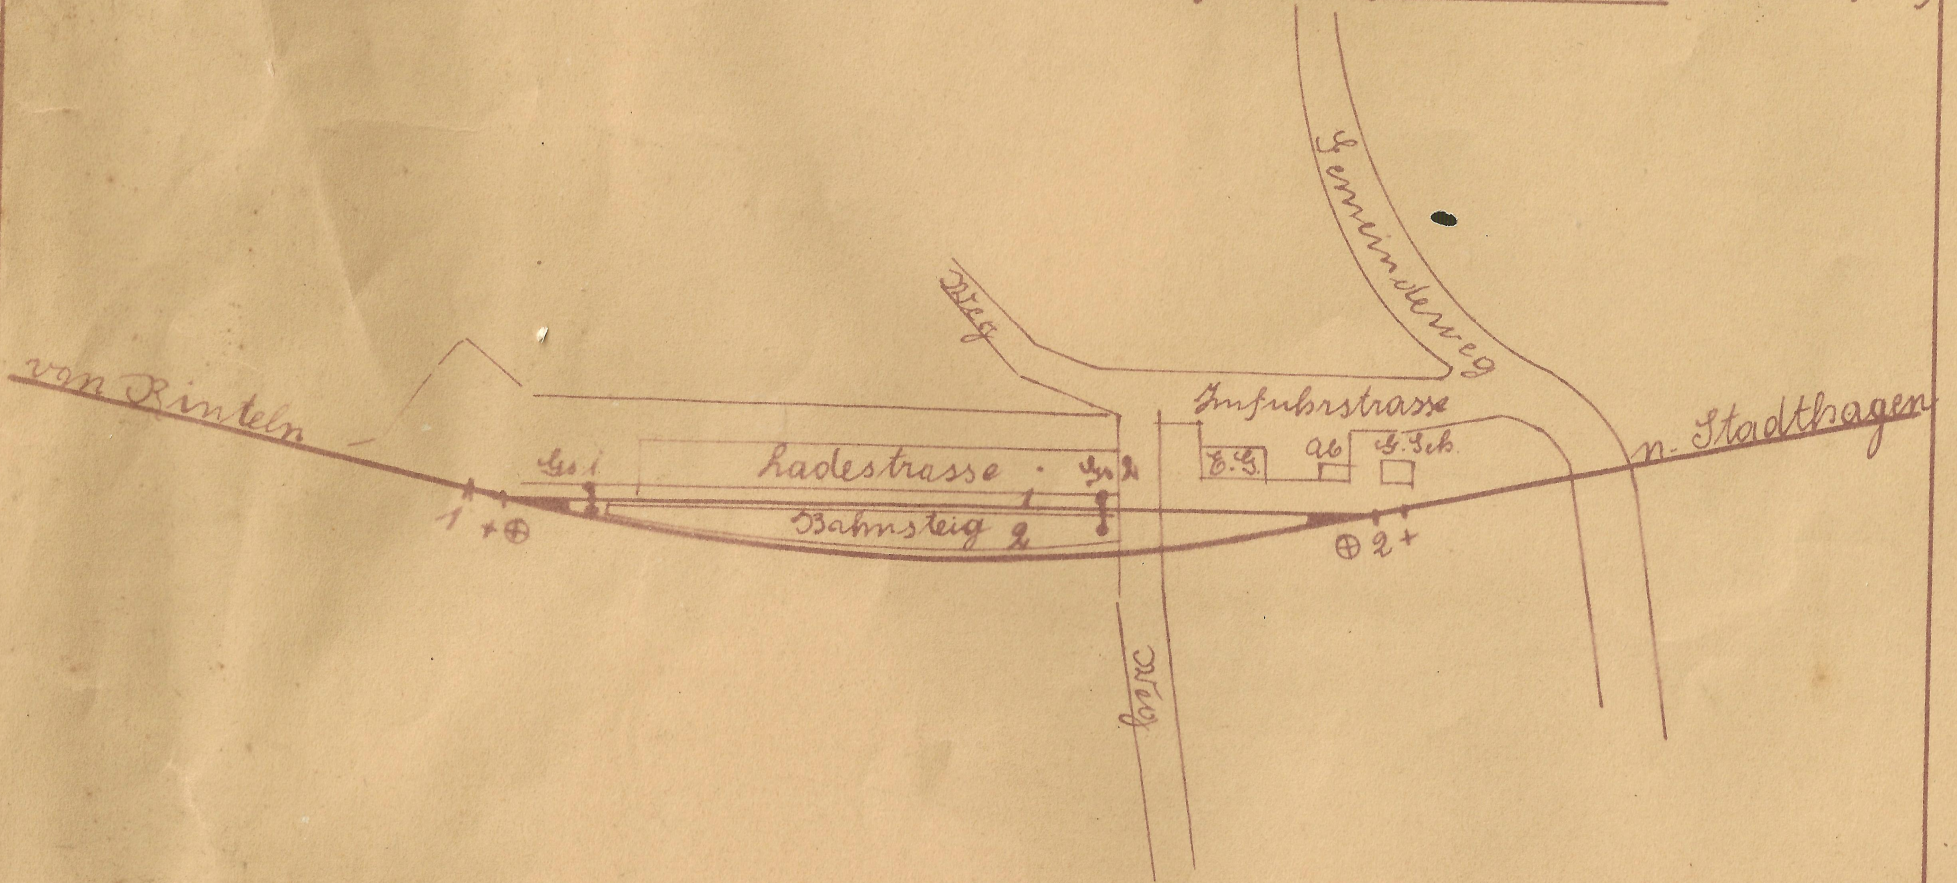 Gemeindeweg
Weg
von Rinteln
Zufuhrstrasse
n. Stadthagen
E.G.
Ab
G. Sch.
Gs 1
Ladestrasse
Gs 2
1
Bahnsteig 2
1
+ ⊕
⊕ 2 +
Weg